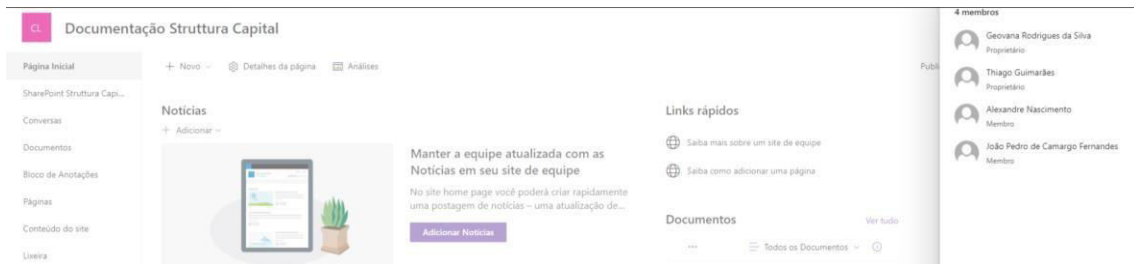 CL
Documentação Struttura Capital
Página Inicial
SharePoint Struttura Capi...
Conversas
Documentos
Bloco de Anotações
Páginas
Conteúdo do site
Lixeira
+ Novo
Detalhes da página
Análises
Publi
Notícias
+ Adicionar
Manter a equipe atualizada com as
Notícias em seu site de equipe
No site home page você poderá criar rapidamente
uma postagem de notícias – uma atualização de...
Adicionar Notícias
Links rápidos
Saiba mais sobre um site de equipe
Saiba como adicionar uma página
Documentos
Ver tudo
...
Todos os Documentos
4 membros
Geovana Rodrigues da Silva
Proprietário
Thiago Guimarães
Proprietário
Alexandre Nascimento
Membro
João Pedro de Camargo Fernandes
Membro